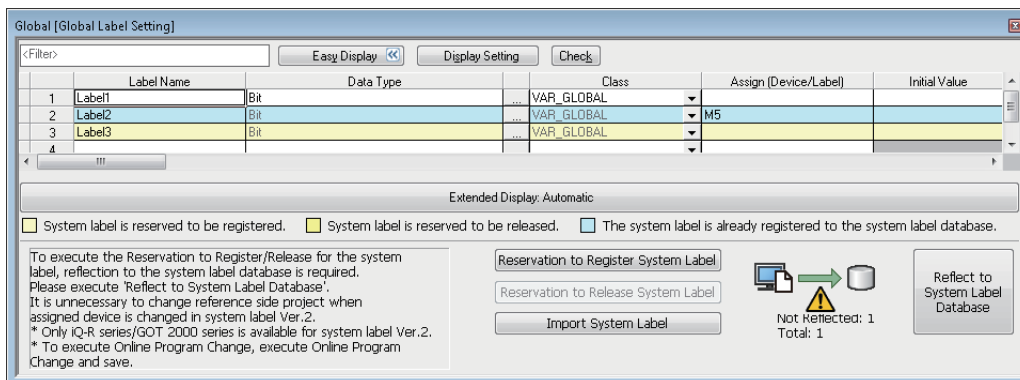 Global [Global Label Setting]
<Filter> Easy Display Display Setting Check
Label Name Data Type Class Assign (Device/Label) Initial Value
1 Label1 Bit ... VAR_GLOBAL
2 Label2 Bit ... VAR_GLOBAL M5
3 Label3 Bit ... VAR_GLOBAL
4
Extended Display: Automatic
System label is reserved to be registered. System label is reserved to be released. The system label is already registered to the system label database.
To execute the Reservation to Register/Release for the system
label, reflection to the system label database is required.
Please execute 'Reflect to System Label Database'.
It is unnecessary to change reference side project when
assigned device is changed in system label Ver.2.
* Only iQ-R series/GOT 2000 series is available for system label Ver.2.
* To execute Online Program Change, execute Online Program
Change and save.
Reservation to Register System Label
Reservation to Release System Label
Import System Label
Not Reflected: 1
Total: 1
Reflect to
System Label
Database